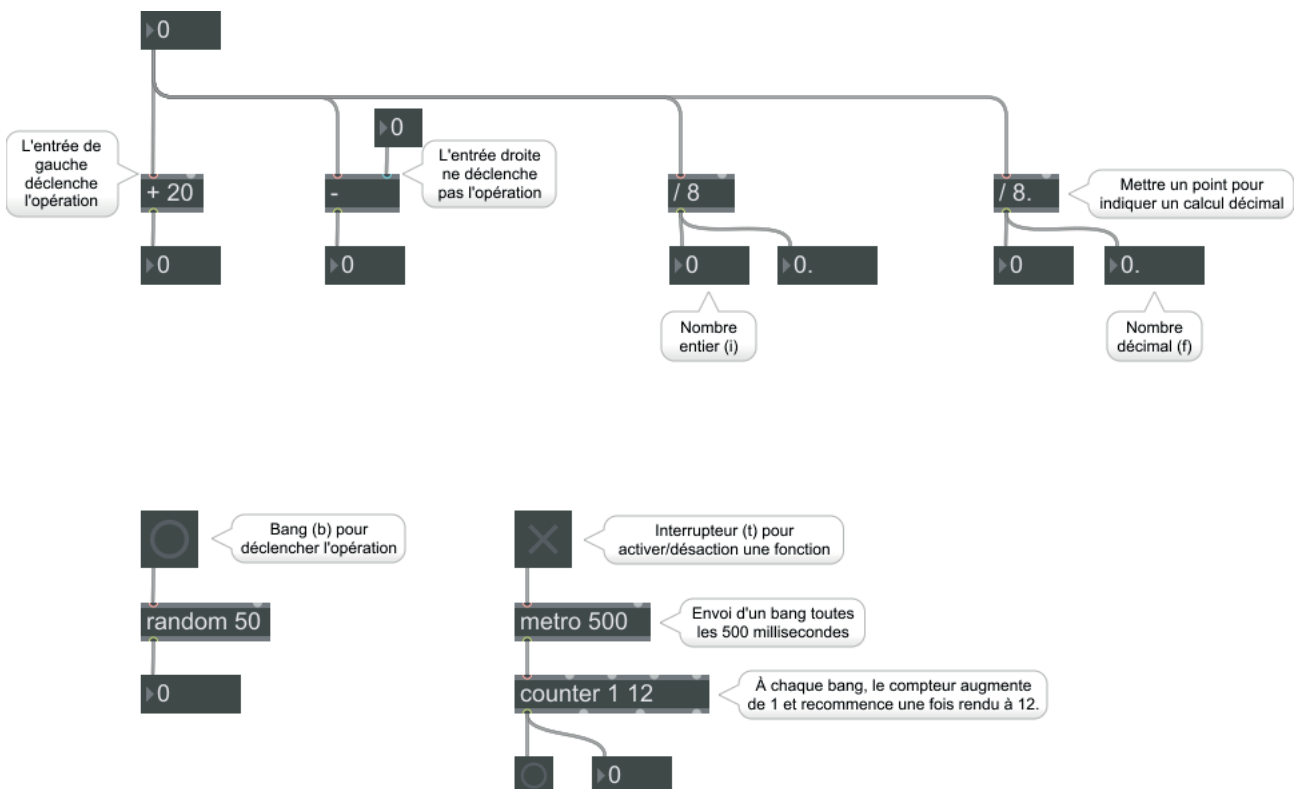 0
0
L'entrée de
gauche
déclenche
l'opération
+ 20
-
L'entrée droite
ne déclenche
pas l'opération
/ 8
/ 8.
Mettre un point pour
indiquer un calcul décimal
0
0
0
0.
0
0.
Nombre
entier (i)
Nombre
décimal (f)
Bang (b) pour
déclencher l'opération
random 50
0
Interrupteur (t) pour
activer/désaction une fonction
metro 500
Envoi d'un bang toutes
les 500 millisecondes
counter 1 12
À chaque bang, le compteur augmente
de 1 et recommence une fois rendu à 12.
0